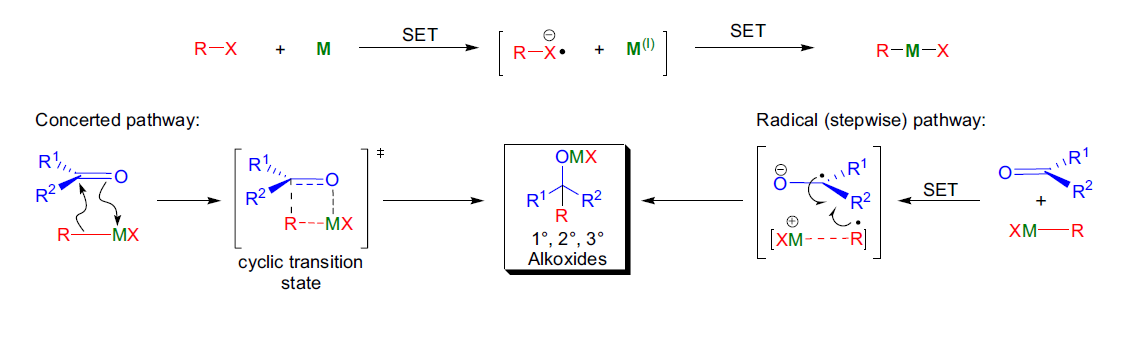 R–X + M SET [ R–X•⊖ + M(I) ] SET R–M–X
Concerted pathway:
R1 R2 O R MX
R1 R2 O R MX ‡
cyclic transition
state
OMX
R1 R2
R
1°, 2°, 3°
Alkoxides
Radical (stepwise) pathway:
⊖ O • R1 R2
⊕ [XM R•]
SET
O R1 R2
+
XM R